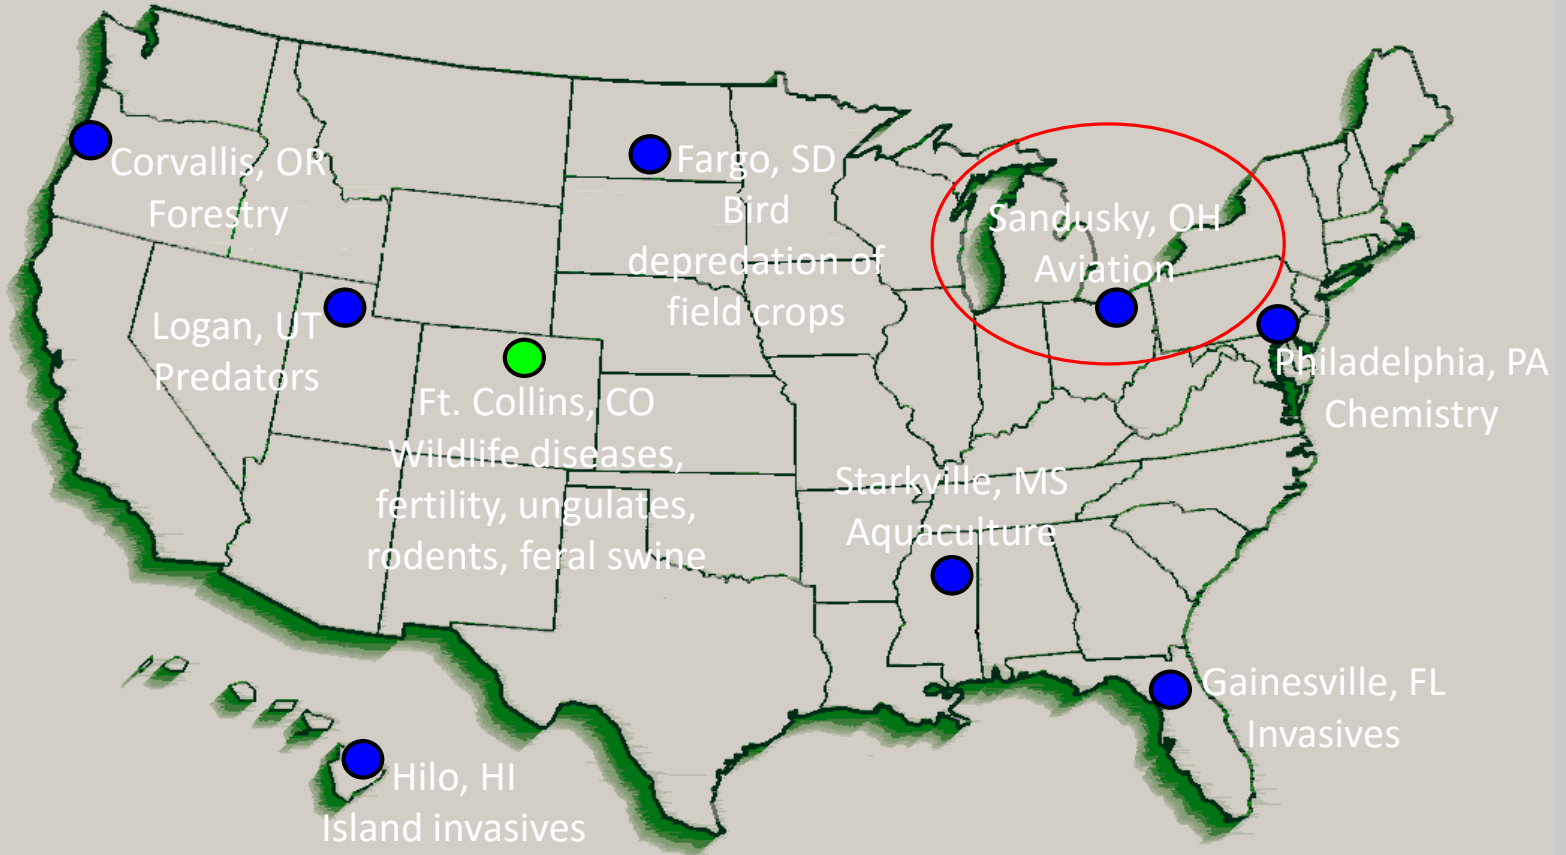 Corvallis, OR
Forestry
Fargo, SD
Bird
depredation of
field crops
Sandusky, OH
Aviation
Logan, UT
Predators
Ft. Collins, CO
Wildlife diseases,
fertility, ungulates,
rodents, feral swine
Philadelphia, PA
Chemistry
Starkville, MS
Aquaculture
Gainesville, FL
Invasives
Hilo, HI
Island invasives